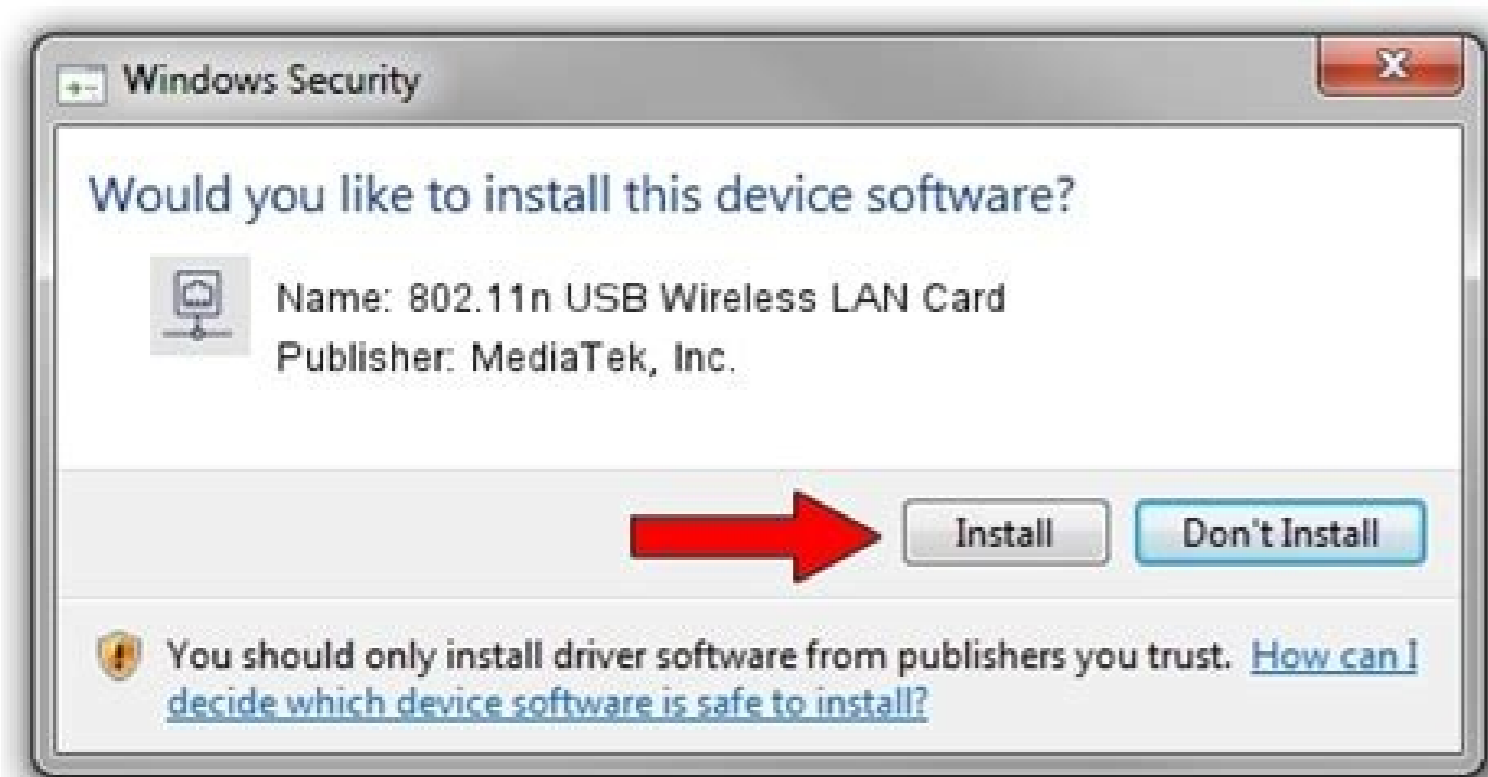 Windows Security
Would you like to install this device software?
Name: 802.11n USB Wireless LAN Card
Publisher: MediaTek, Inc.
Install
Don't Install
You should only install driver software from publishers you trust. How can I
decide which device software is safe to install?